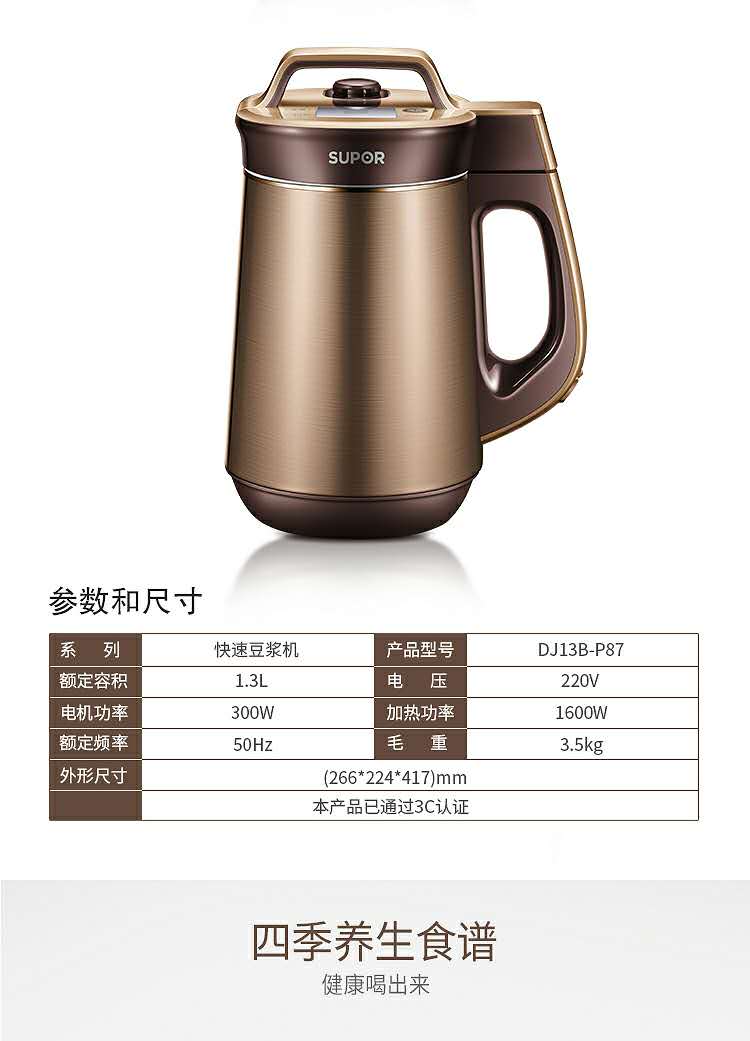 SUPOR
参数和尺寸
系 列 快速豆浆机 产品型号 DJ13B-P87
额定容积 1.3L 电 压 220V
电机功率 300W 加热功率 1600W
额定频率 50Hz 毛 重 3.5kg
外形尺寸 (266*224*417)mm
本产品已通过3C认证
四季养生食谱
健康喝出来